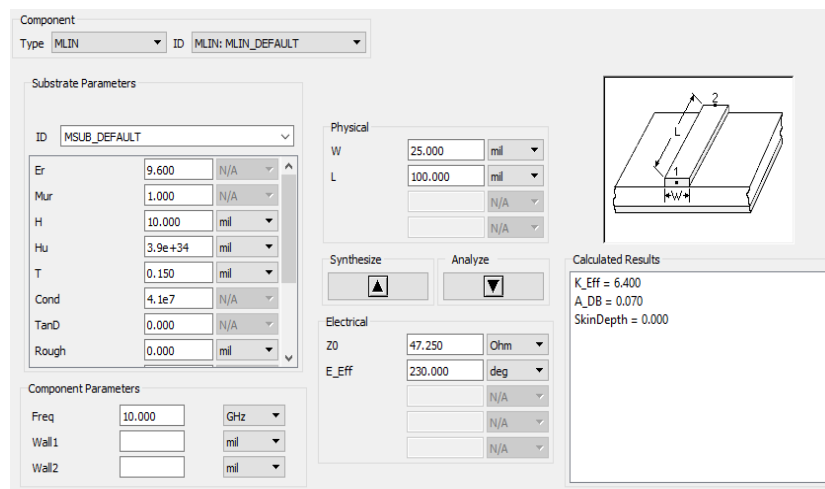 Component
Type MLIN ID MLIN: MLIN_DEFAULT
Substrate Parameters
ID MSUB_DEFAULT
Er 9.600 N/A
Mur 1.000 N/A
H 10.000 mil
Hu 3.9e+34 mil
T 0.150 mil
Cond 4.1e7 N/A
TanD 0.000 N/A
Rough 0.000 mil
Component Parameters
Freq 10.000 GHz
Wall1 mil
Wall2 mil
Physical
W 25.000 mil
L 100.000 mil
N/A
N/A
Synthesize Analyze
Electrical
Z0 47.250 Ohm
E_Eff 230.000 deg
N/A
N/A
N/A
2
L
1
W
Calculated Results
K_Eff = 6.400
A_DB = 0.070
SkinDepth = 0.000